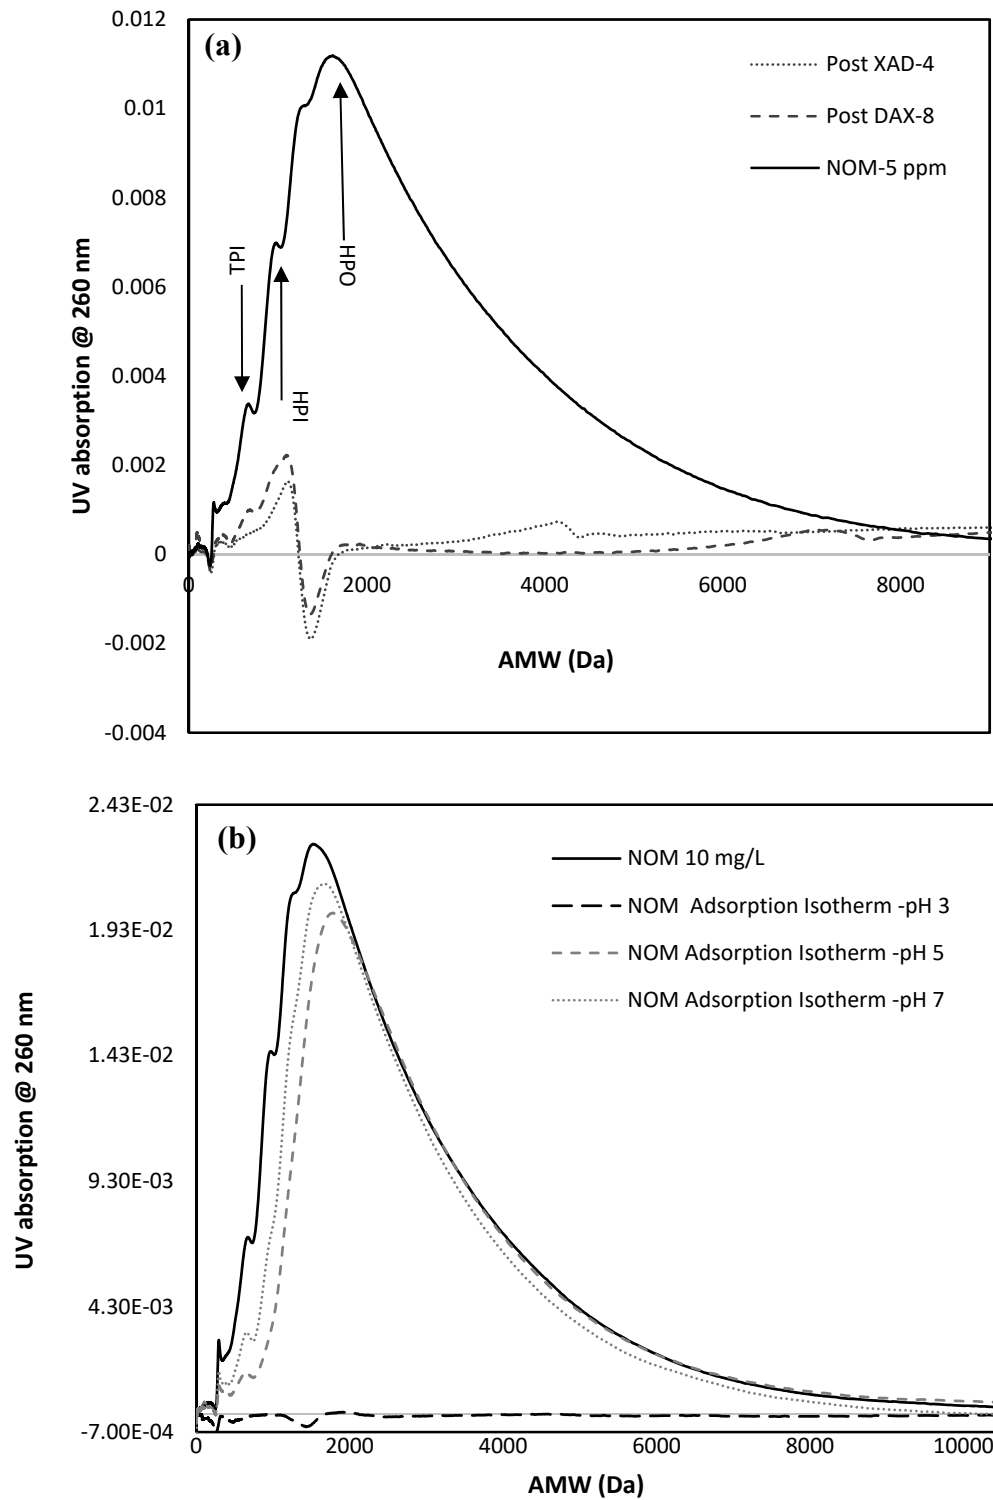 0.012
(a)
Post XAD-4
0.01
Post DAX-8
NOM-5 ppm
0.008
TPI
HPO
0.006
UV absorption @ 260 nm
0.004
HPI
0.002
0
0
2000
4000
6000
8000
-0.002
AMW (Da)
-0.004
2.43E-02
(b)
NOM 10 mg/L
NOM  Adsorption Isotherm -pH 3
1.93E-02
NOM Adsorption Isotherm -pH 5
NOM Adsorption Isotherm -pH 7
1.43E-02
UV absorption @ 260 nm
9.30E-03
4.30E-03
-7.00E-04
0
2000
4000
6000
8000
10000
AMW (Da)